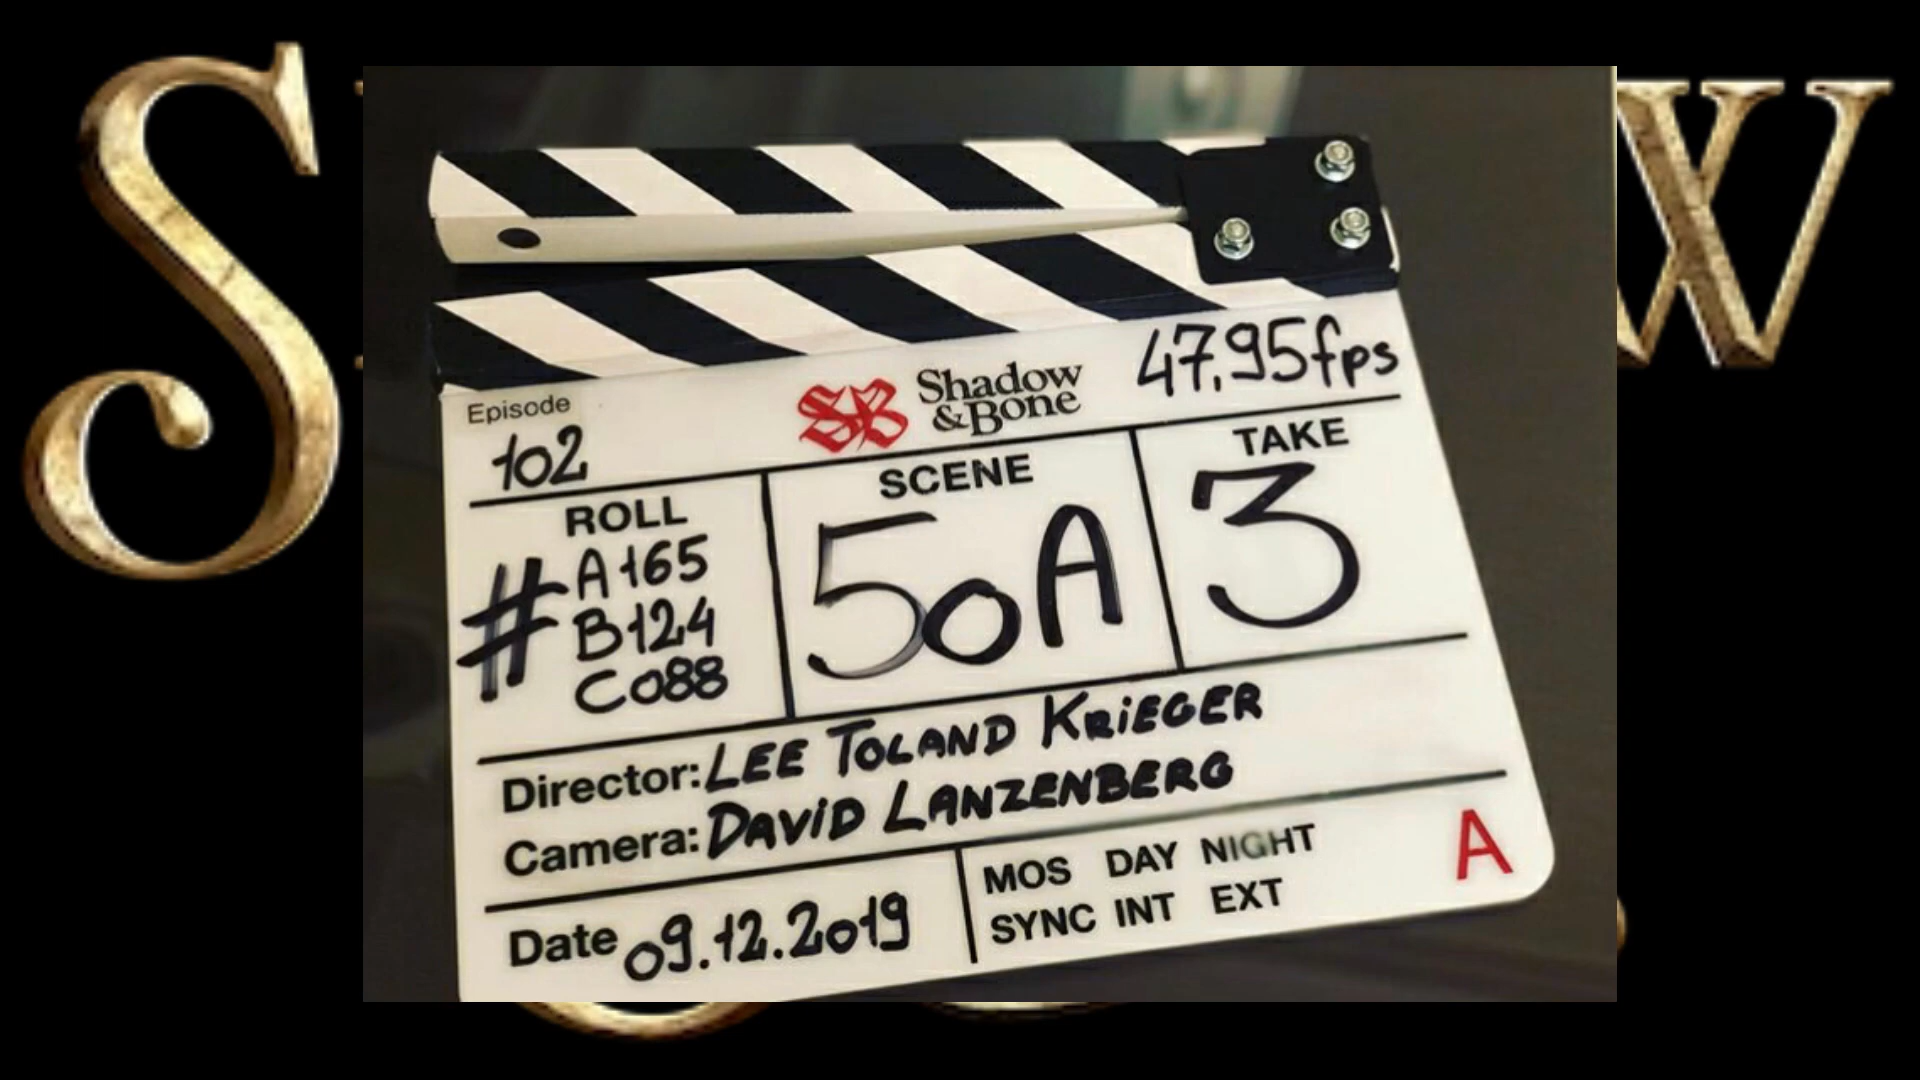 S W
Episode
102
Shadow
&Bone
47.95fps
ROLL
# A165
B124
C088
SCENE
50A
TAKE
3
Director: LEE TOLAND KRIEGER
Camera: DAVID LANZENBERG
Date 09.12.2019
MOS DAY NIGHT
SYNC INT EXT
A